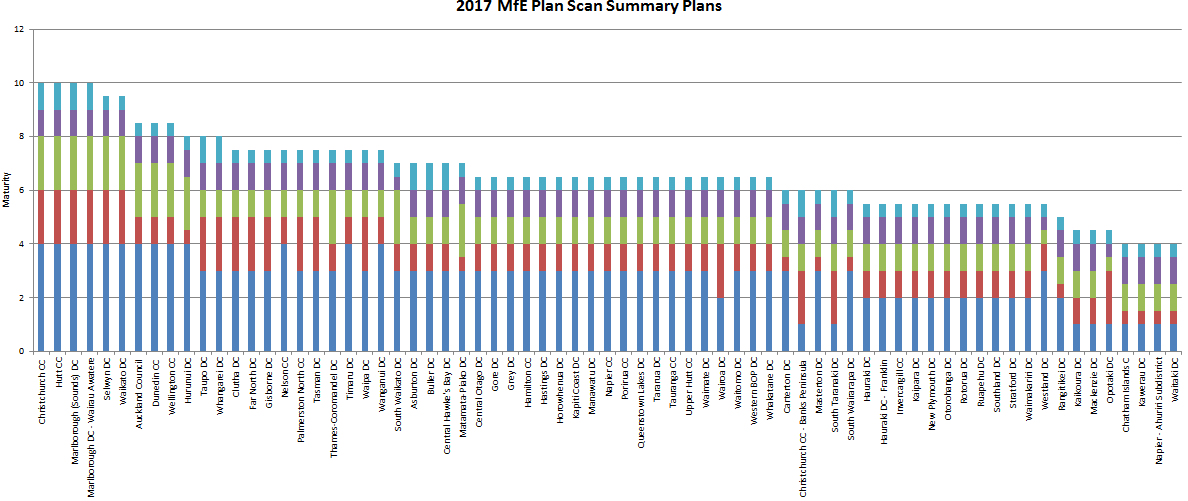 2017 MfE Plan Scan Summary Plans
12
10
8
6
4
2
0
Maturity
Christchurch CC
Hutt CC
Marlborough (Sounds) DC
Marlborough DC - Wairau Awatere
Selwyn DC
Waikato DC
Auckland Council
Dunedin CC
Wellington CC
Hurunui DC
Taupo DC
Whangarei DC
Clutha DC
Far North DC
Gisborne DC
Nelson CC
Palmerston North CC
Tasman DC
Thames-Coromandel DC
Timaru DC
Waipa DC
Wanganui DC
South Waikato DC
Asburton DC
Buller DC
Central Hawke's Bay DC
Matamata-Piako DC
Central Otago DC
Gore DC
Grey DC
Hamilton CC
Hastings DC
Horowhenua DC
Kapiti Coast DC
Manawatu DC
Napier CC
Porirua CC
Queenstown Lakes DC
Tararua DC
Tauranga CC
Upper Hutt CC
Waimate DC
Wairoa DC
Waitomo DC
Western BOP DC
Whakatane DC
Carterton DC
Christchurch CC - Banks Peninsula
Masterton DC
South Taranaki DC
South Wairarapa DC
Hauraki DC
Hauraki DC - Franklin
Invercargill CC
Kaipara DC
New Plymouth DC
Otorohanga DC
Rotorua DC
Ruapehu DC
Southland DC
Stratford DC
Waimakariri DC
Westland DC
Rangitikei DC
Kaikoura DC
Mackenzie DC
Opotaki DC
Chatham Islands C
Kawerau DC
Napier - Ahuriri Subdistrict
Waitaki DC